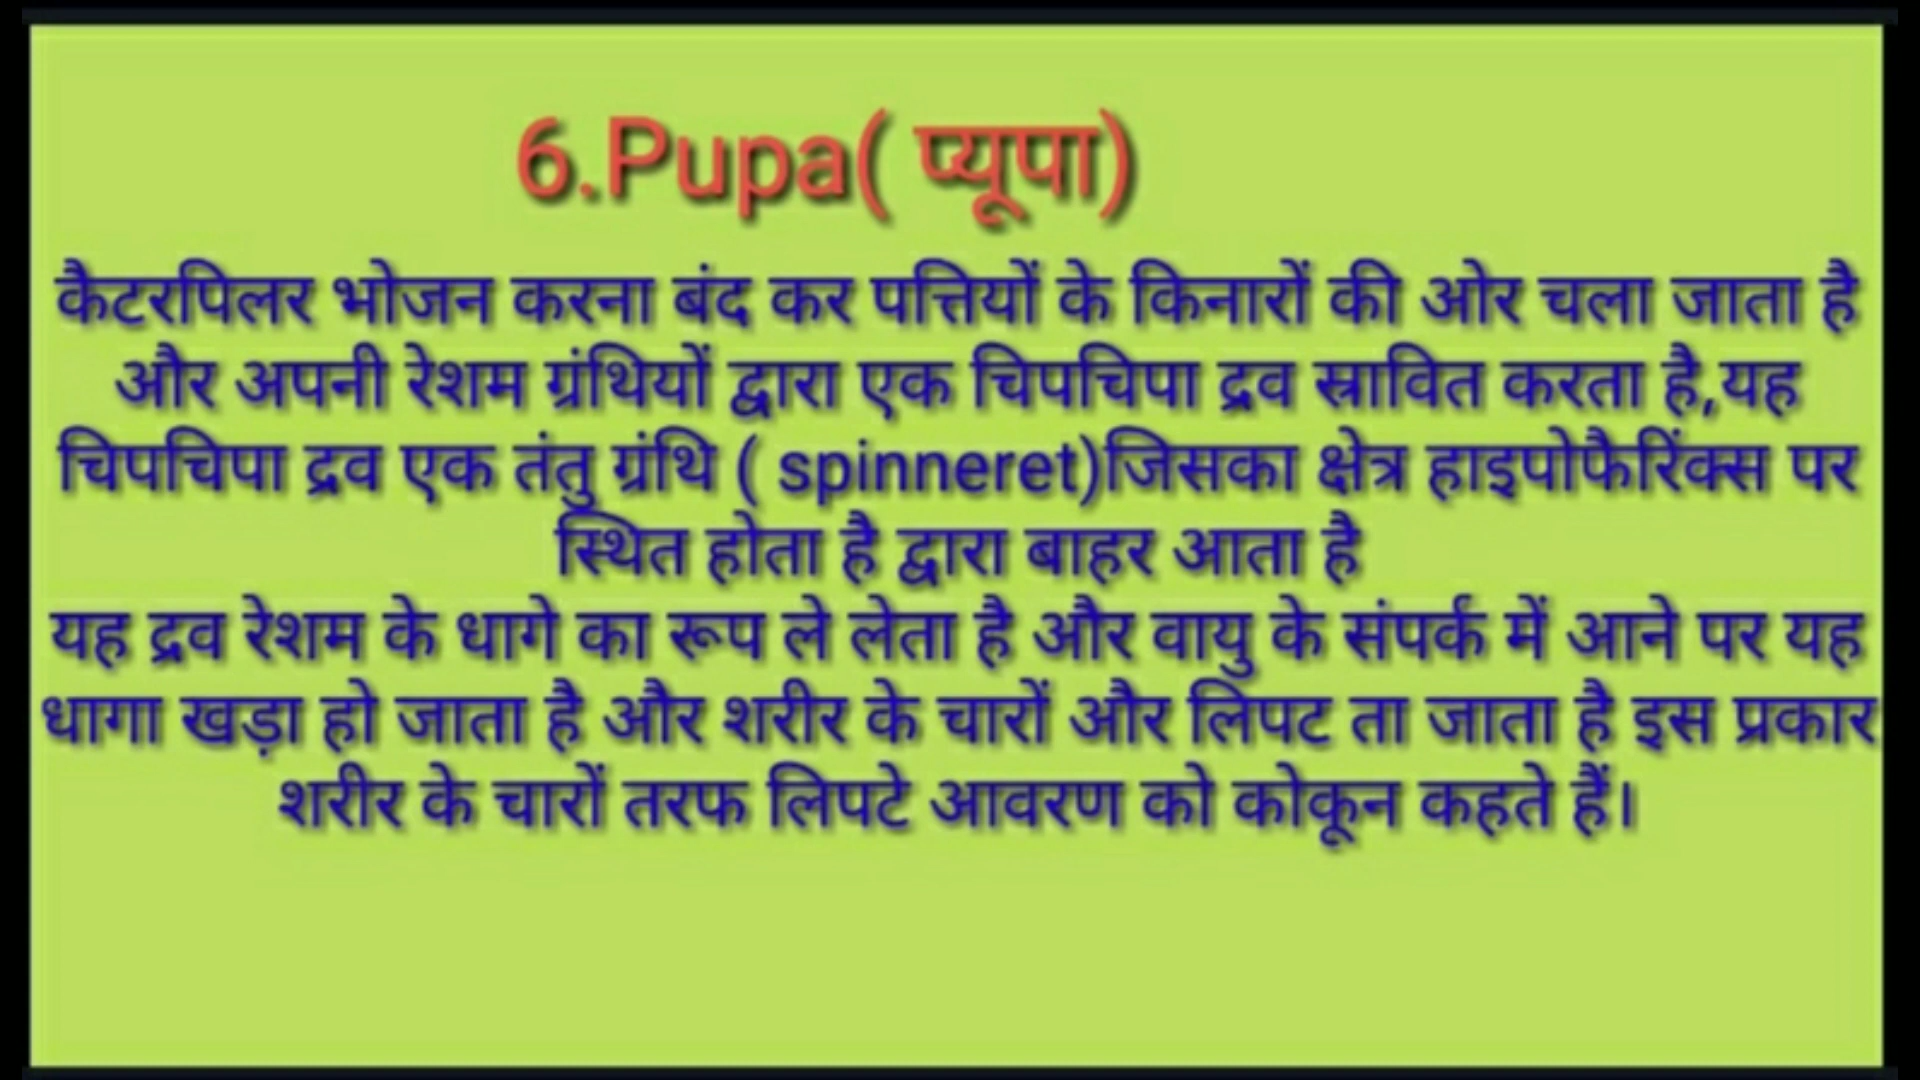 6.Pupa( प्यूपा)
कैटरपिलर भोजन करना बंद कर पत्तियों के किनारों की ओर चला जाता है
और अपनी रेशम ग्रंथियों द्वारा एक चिपचिपा द्रव स्रावित करता है,यह
चिपचिपा द्रव एक तंतु ग्रंथि ( spinneret)जिसका क्षेत्र हाइपोफैरिंक्स पर
स्थित होता है द्वारा बाहर आता है
यह द्रव रेशम के धागे का रूप ले लेता है और वायु के संपर्क में आने पर यह
धागा खड़ा हो जाता है और शरीर के चारों और लिपट ता जाता है इस प्रकार
शरीर के चारों तरफ लिपटे आवरण को कोकून कहते हैं।